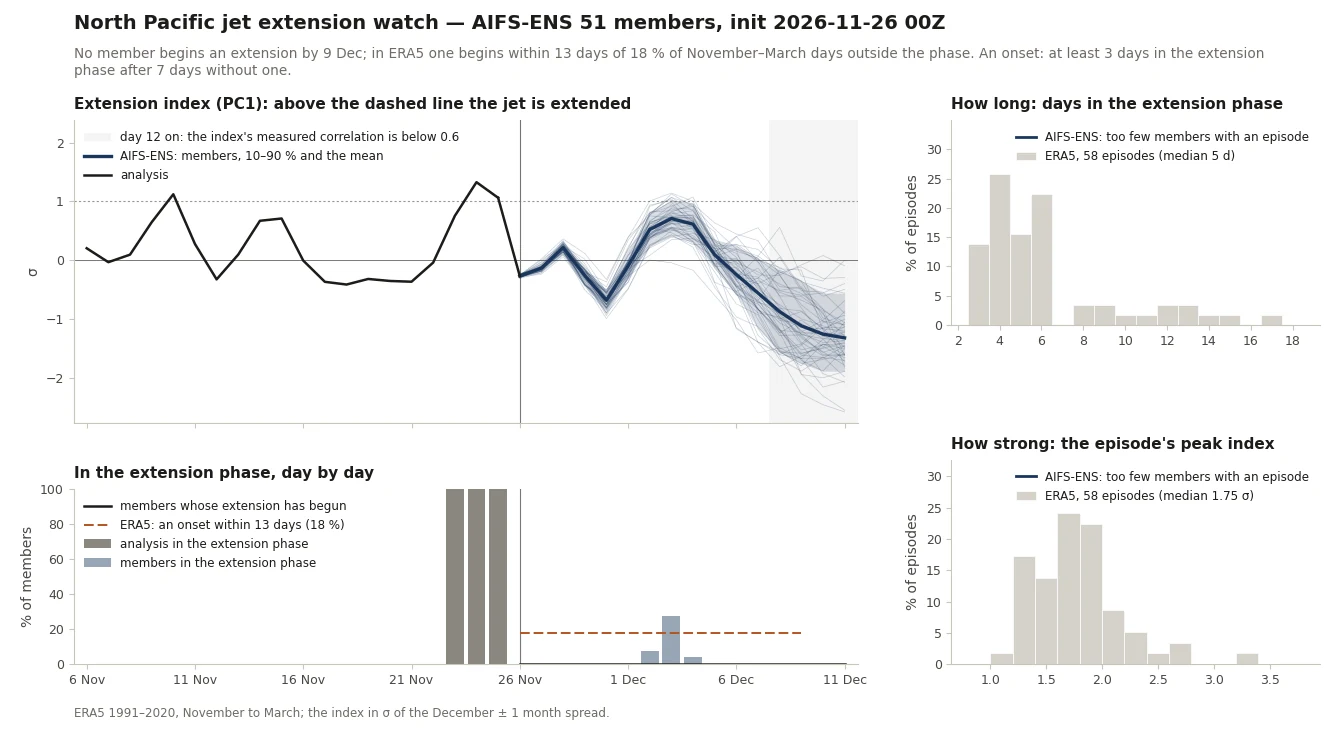 North Pacific jet extension watch — AIFS-ENS 51 members, init 2026-11-26 00Z
No member begins an extension by 9 Dec; in ERA5 one begins within 13 days of 18 % of November–March days outside the phase. An onset: at least 3 days in the extension
phase after 7 days without one.
Extension index (PC1): above the dashed line the jet is extended
day 12 on: the index's measured correlation is below 0.6
AIFS-ENS: members, 10–90 % and the mean
analysis
σ
2
1
0
−1
−2
How long: days in the extension phase
AIFS-ENS: too few members with an episode
ERA5, 58 episodes (median 5 d)
% of episodes
30
25
20
15
10
5
0
2 4 6 8 10 12 14 16 18
In the extension phase, day by day
members whose extension has begun
ERA5: an onset within 13 days (18 %)
analysis in the extension phase
members in the extension phase
% of members
100
80
60
40
20
0
6 Nov 11 Nov 16 Nov 21 Nov 26 Nov 1 Dec 6 Dec 11 Dec
How strong: the episode's peak index
AIFS-ENS: too few members with an episode
ERA5, 58 episodes (median 1.75 σ)
% of episodes
30
25
20
15
10
5
0
1.0 1.5 2.0 2.5 3.0 3.5
ERA5 1991–2020, November to March; the index in σ of the December ± 1 month spread.